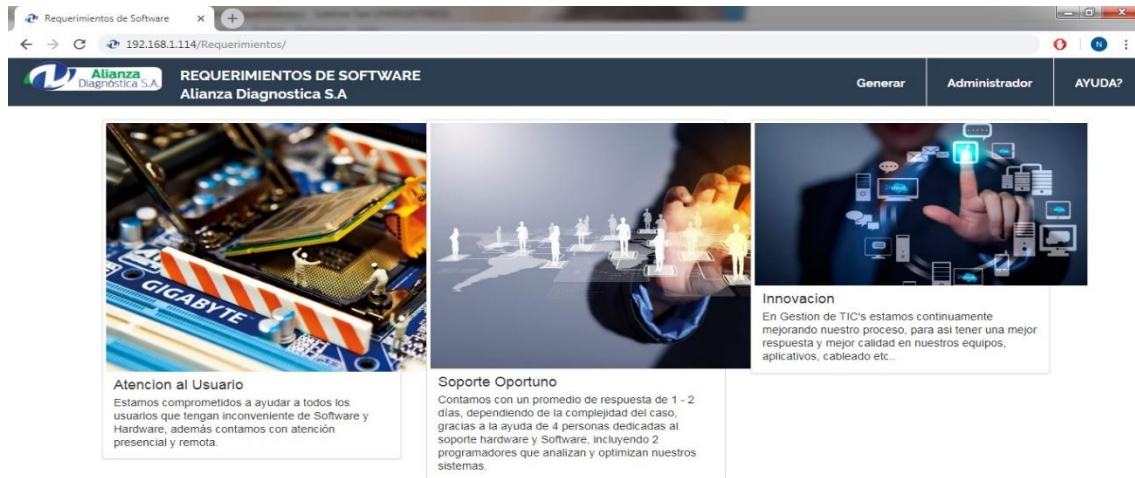 Requerimientos de Software
192.168.1.114/Requerimientos/
N
Alianza
Diagnóstica S.A.
REQUERIMIENTOS DE SOFTWARE
Alianza Diagnostica S.A
Generar
Administrador
AYUDA?
GIGABYTE
Atencion al Usuario
Estamos comprometidos a ayudar a todos los
usuarios que tengan inconveniente de Software y
Hardware, además contamos con atención
presencial y remota.
Soporte Oportuno
Contamos con un promedio de respuesta de 1 - 2
días, dependiendo de la complejidad del caso,
gracias a la ayuda de 4 personas dedicadas al
soporte hardware y Software, incluyendo 2
programadores que analizan y optimizan nuestros
sistemas.
Innovacion
En Gestion de TIC's estamos continuamente
mejorando nuestro proceso, para asi tener una mejor
respuesta y mejor calidad en nuestros equipos,
aplicativos, cableado etc..